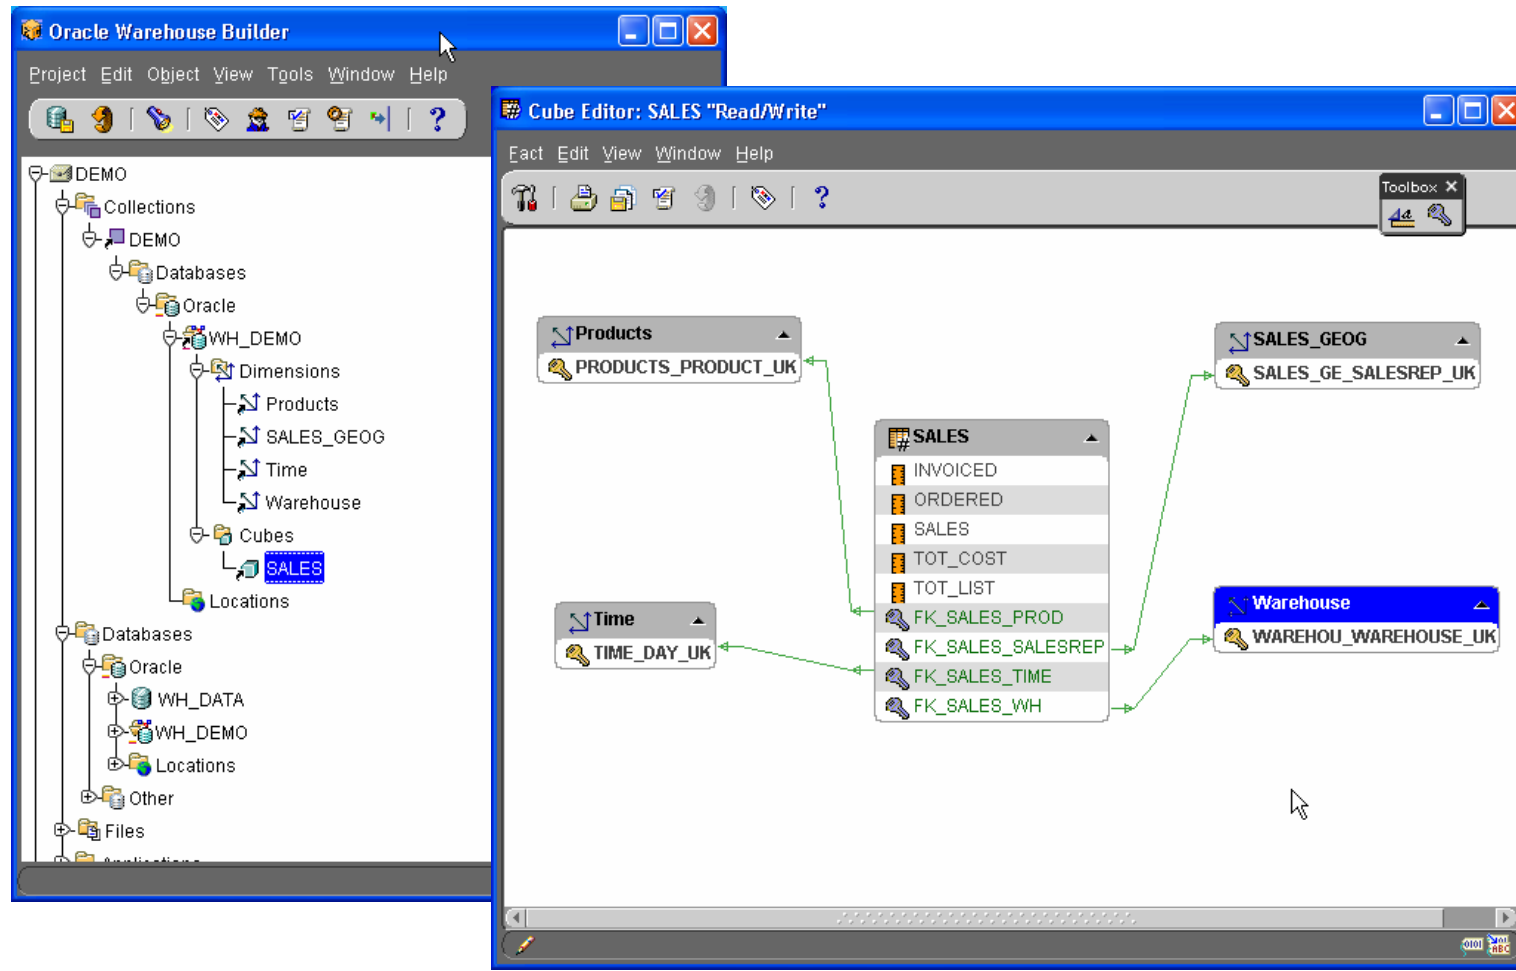 Oracle Warehouse Builder
Project Edit Object View Tools Window Help
DEMO
Collections
DEMO
Databases
Oracle
WH_DEMO
Dimensions
Products
SALES_GEOG
Time
Warehouse
Cubes
SALES
Locations
Databases
Oracle
WH_DATA
WH_DEMO
Locations
Other
Files
Cube Editor: SALES "Read/Write"
Fact Edit View Window Help
Toolbox
Products
PRODUCTS_PRODUCT_UK
SALES_GEOG
SALES_GE_SALESREP_UK
SALES
INVOICED
ORDERED
SALES
TOT_COST
TOT_LIST
FK_SALES_PROD
FK_SALES_SALESREP
FK_SALES_TIME
FK_SALES_WH
Time
TIME_DAY_UK
Warehouse
WAREHOU_WAREHOUSE_UK